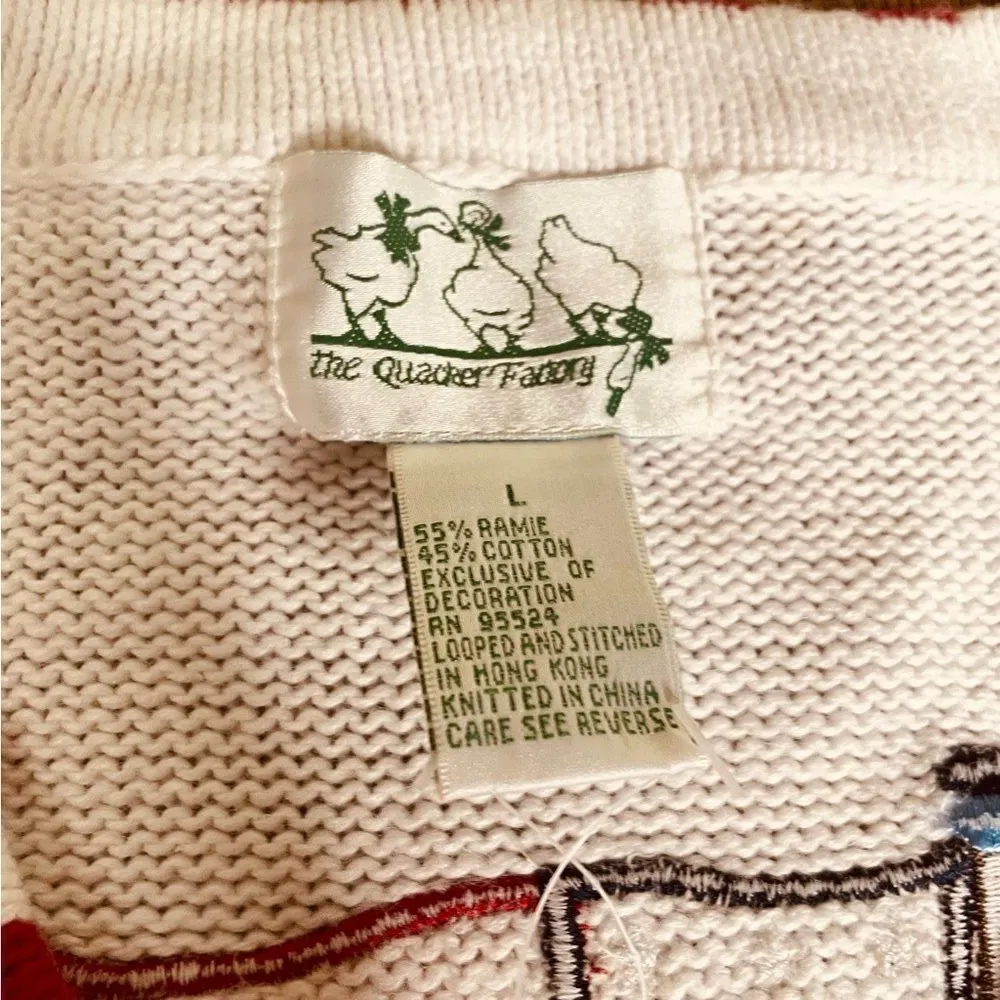 the Quacker Factory
L
55% RAMIE
45% COTTON
EXCLUSIVE OF
DECORATION
RN 95524
LOOPED AND STITCHED
IN HONG KONG
KNITTED IN CHINA
CARE SEE REVERSE